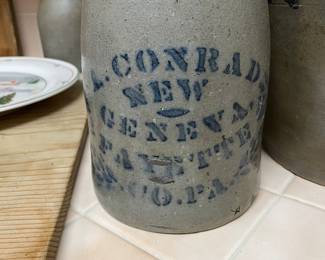 A. CONRAD
NEW
GENEVA.
FAYETTE
CO. PA.